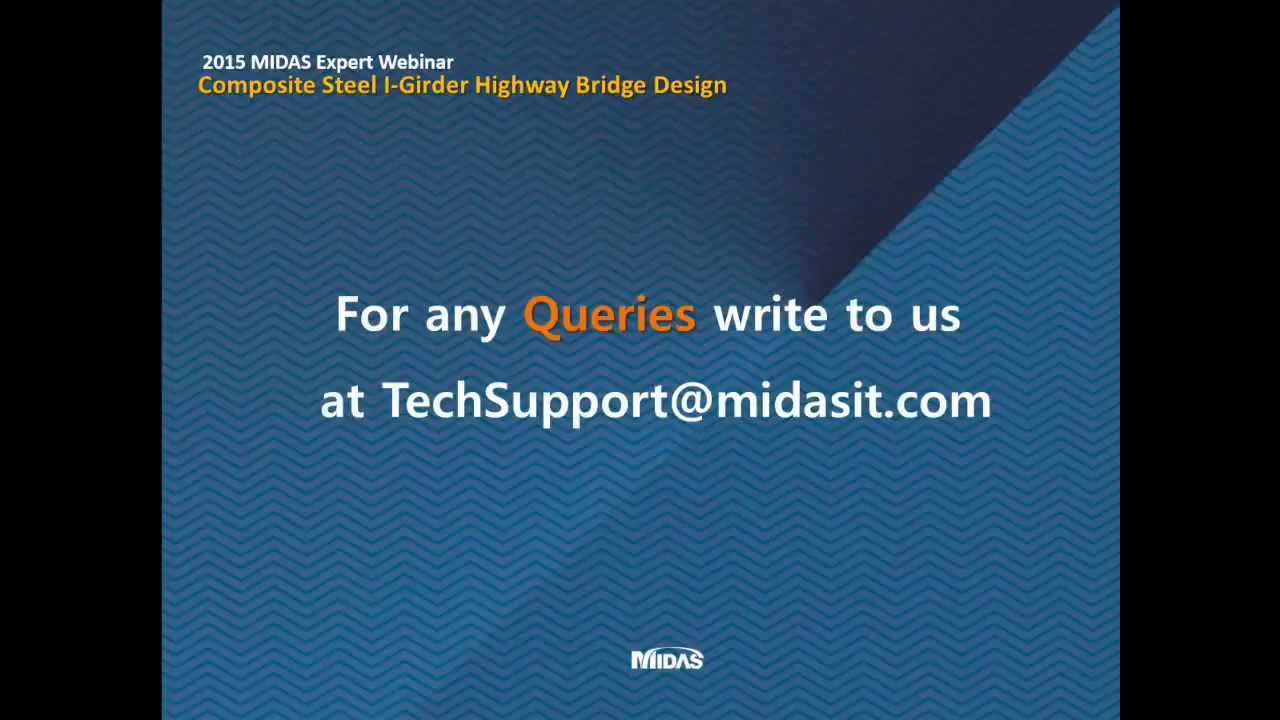 2015 MIDAS Expert Webinar
Composite Steel I-Girder Highway Bridge Design
For any Queries write to us
at TechSupport@midasit.com
MIDAS